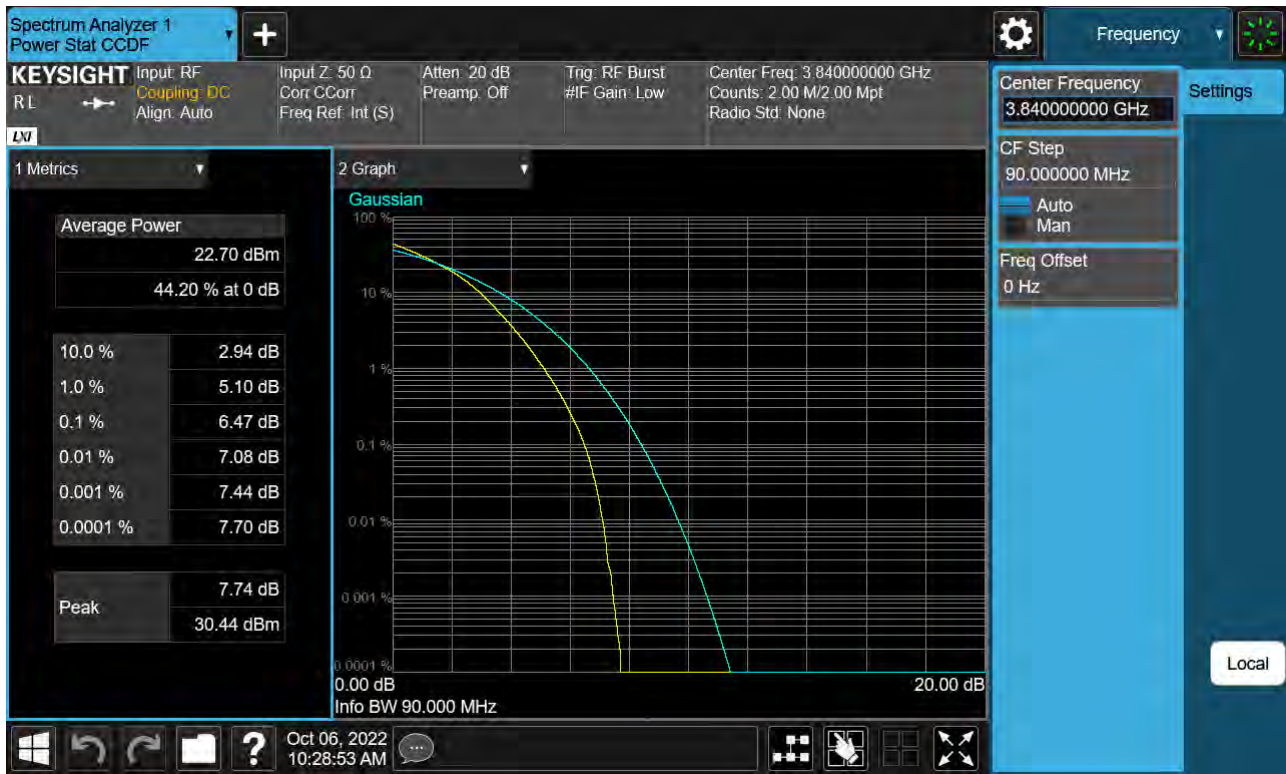 Spectrum Analyzer 1
Power Stat CCDF
+
Frequency
KEYSIGHT
RL
LXI
Input: RF
Coupling: DC
Align: Auto
Input Z: 50 Ω
Corr CCorr
Freq Ref: Int (S)
Atten: 20 dB
Preamp: Off
Trig: RF Burst
#IF Gain: Low
Center Freq: 3.840000000 GHz
Counts: 2.00 M/2.00 Mpt
Radio Std: None
1 Metrics
Average Power
22.70 dBm
44.20 % at 0 dB
10.0 % 2.94 dB
1.0 % 5.10 dB
0.1 % 6.47 dB
0.01 % 7.08 dB
0.001 % 7.44 dB
0.0001 % 7.70 dB
Peak
7.74 dB
30.44 dBm
2 Graph
Gaussian
100 %
10 %
1 %
0.1 %
0.01 %
0.001 %
0.0001 %
0.00 dB 20.00 dB
Info BW 90.000 MHz
Center Frequency
3.840000000 GHz
CF Step
90.000000 MHz
Auto
Man
Freq Offset
0 Hz
Settings
Local
?
Oct 06, 2022
10:28:53 AM